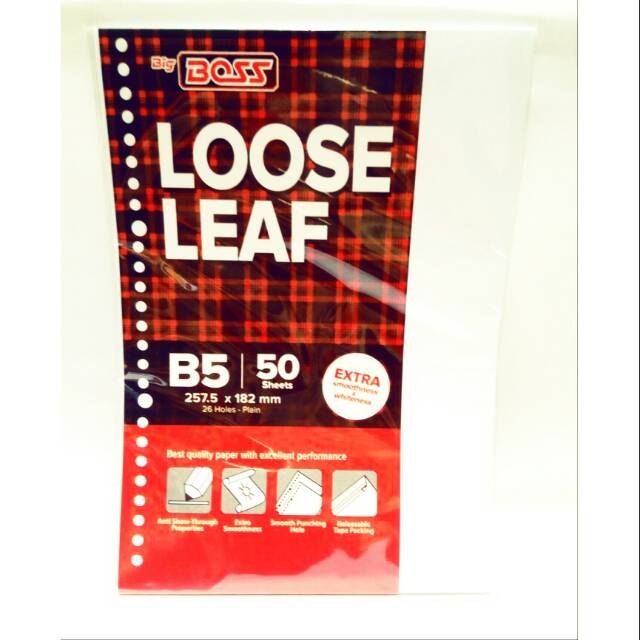 Big BOSS
LOOSE
LEAF
B5 50 Sheets
257.5 x 182 mm
26 Holes - Plain
EXTRA
smoothness
&
whiteness
Best quality paper with excellent performance
Anti Show-Through Properties
Extra Smoothness
Smooth Punching Hole
Releasable Tape Packing